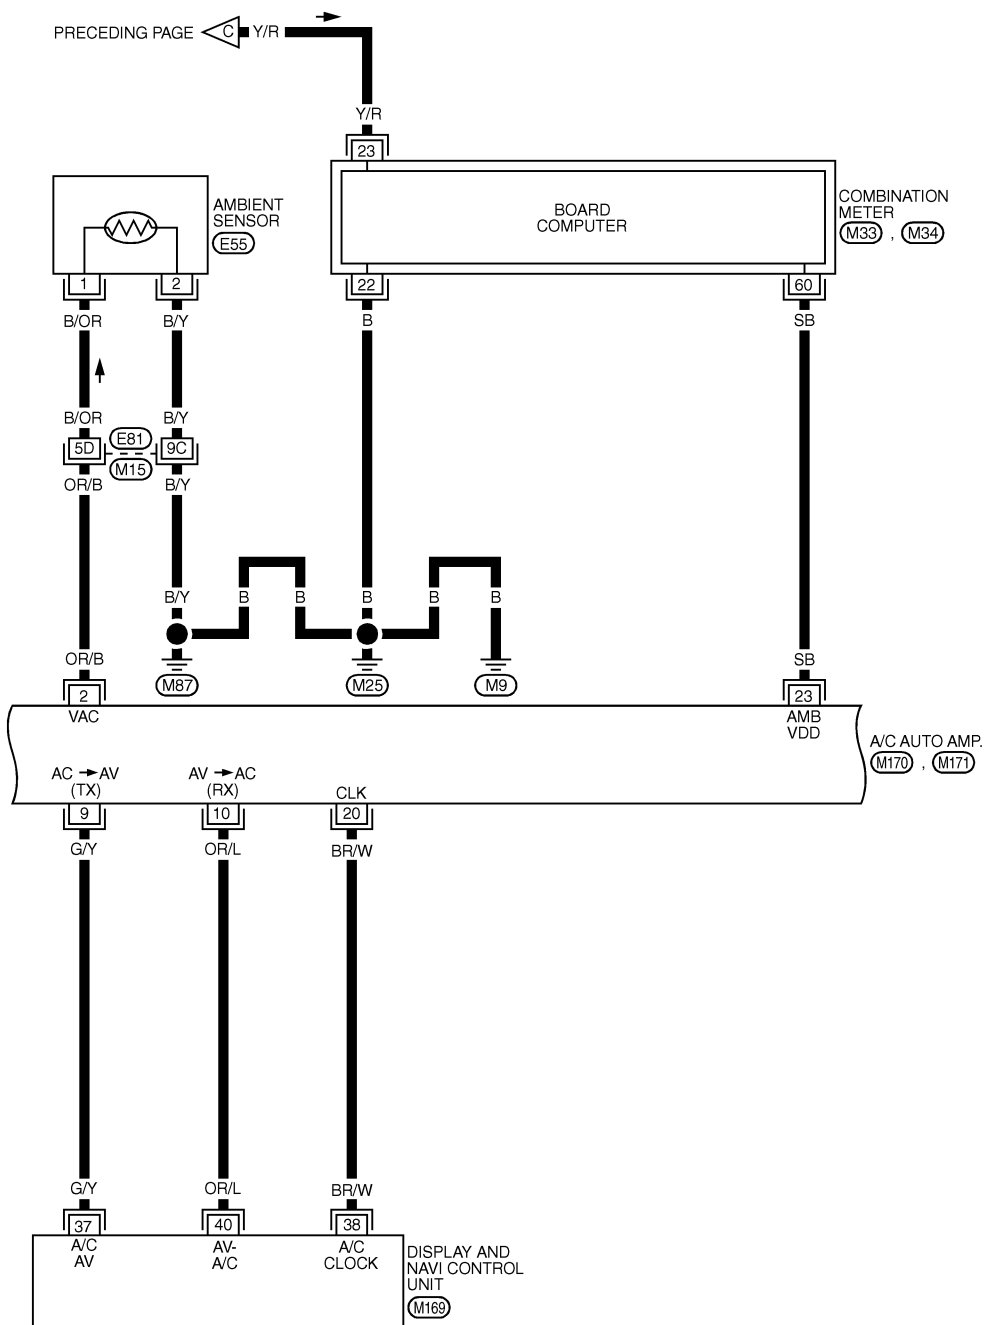 PRECEDING PAGE C Y/R
Y/R
23
AMBIENT
SENSOR
E55
BOARD
COMPUTER
COMBINATION
METER
M33 , M34
1 2 22 60
B/OR B/Y B SB
B/OR B/Y
5D E81 9C
M15
OR/B B/Y
B/Y B B B B B
OR/B SB
M87 M25 M9
2 23
VAC AMB
VDD
A/C AUTO AMP.
M170 , M171
AC AV AV AC
(TX) (RX) CLK
9 10 20
G/Y OR/L BR/W
G/Y OR/L BR/W
37 40 38
A/C AV- A/C
AV A/C CLOCK
DISPLAY AND
NAVI CONTROL
UNIT
M169